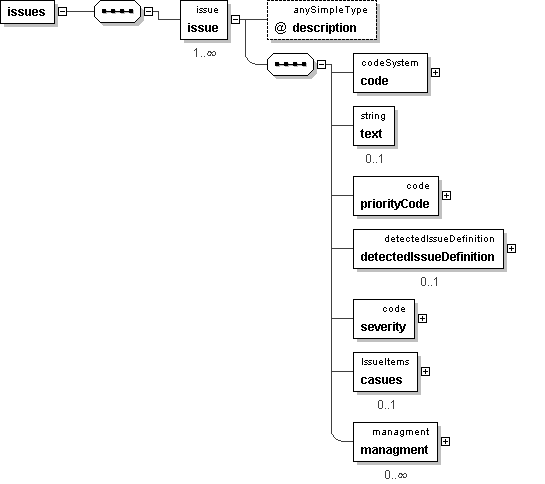 issues
issue
issue
1..∞
anySimpleType
@ description
codeSystem
code
string
text
0..1
code
priorityCode
detectedIssueDefinition
detectedIssueDefinition
0..1
code
severity
IssueItems
casues
0..1
managment
managment
0..∞